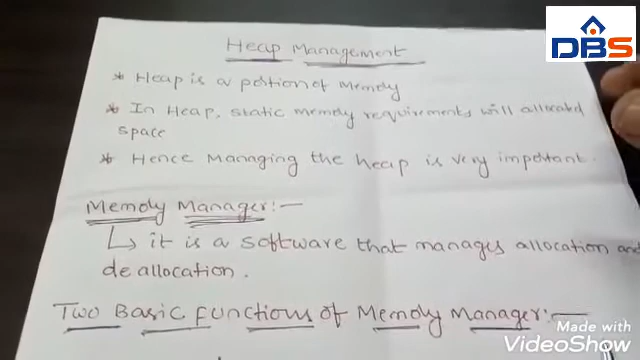 DBS
Heap Management
* Heap is a portion of Memory
* In Heap, static memory requirements will allocated
space
* Hence Managing the heap is very important.
Memory Manager:-
↳ it is a software that manages allocation and
de allocation.
Two Basic Functions of Memory Manager:-
Made with
VideoShow